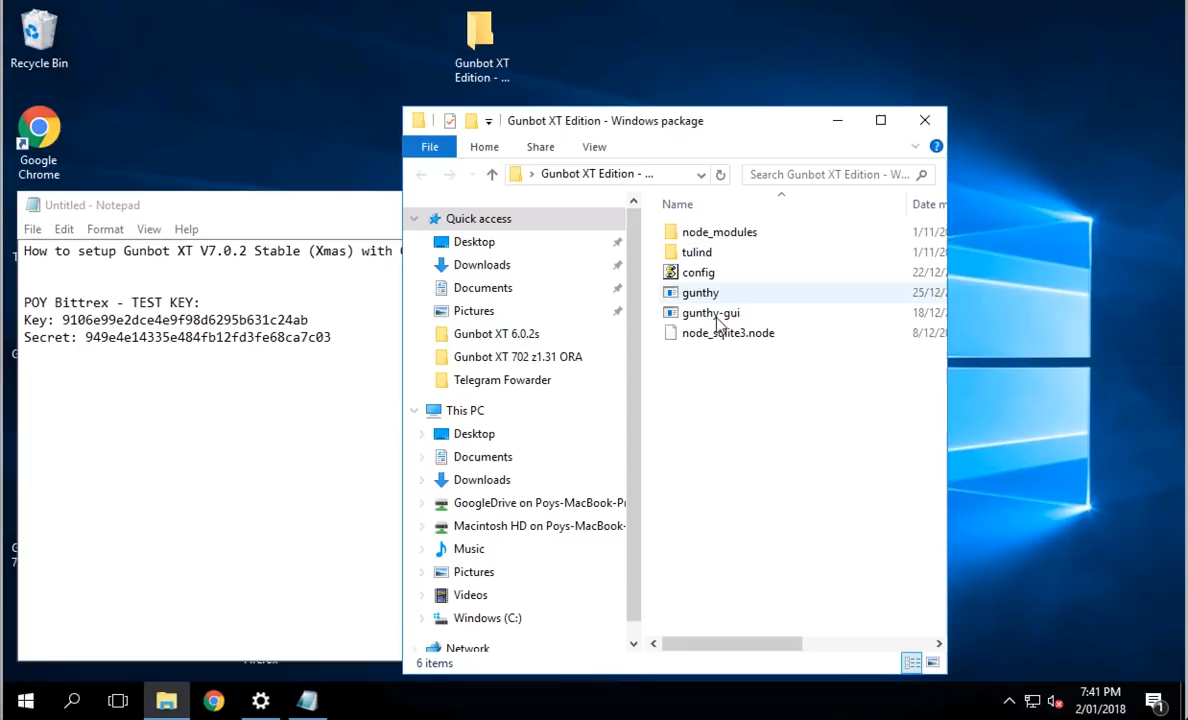 Recycle Bin
Gunbot XT
Edition - ...
Google
Chrome
Untitled - Notepad
File Edit Format View Help
How to setup Gunbot XT V7.0.2 Stable (Xmas) with
POY Bittrex - TEST KEY:
Key: 9106e99e2dce4e9f98d6295b631c24ab
Secret: 949e4e14335e484fb12fd3fe68ca7c03
Gunbot XT Edition - Windows package
File Home Share View
Gunbot XT Edition - ...
Search Gunbot XT Edition - W...
Quick access
Desktop
Downloads
Documents
Pictures
Gunbot XT 6.0.2s
Gunbot XT 702 z1.31 ORA
Telegram Fowarder
This PC
Desktop
Documents
Downloads
GoogleDrive on Poys-MacBook-Pr
Macintosh HD on Poys-MacBook-
Music
Pictures
Videos
Windows (C:)
Network
Name Date m
node_modules 1/11/20
tulind 1/11/20
config 22/12/
gunthy 25/12/
gunthy-gui 18/12/
node_sqlite3.node 8/12/20
6 items
7:41 PM
2/01/2018
1